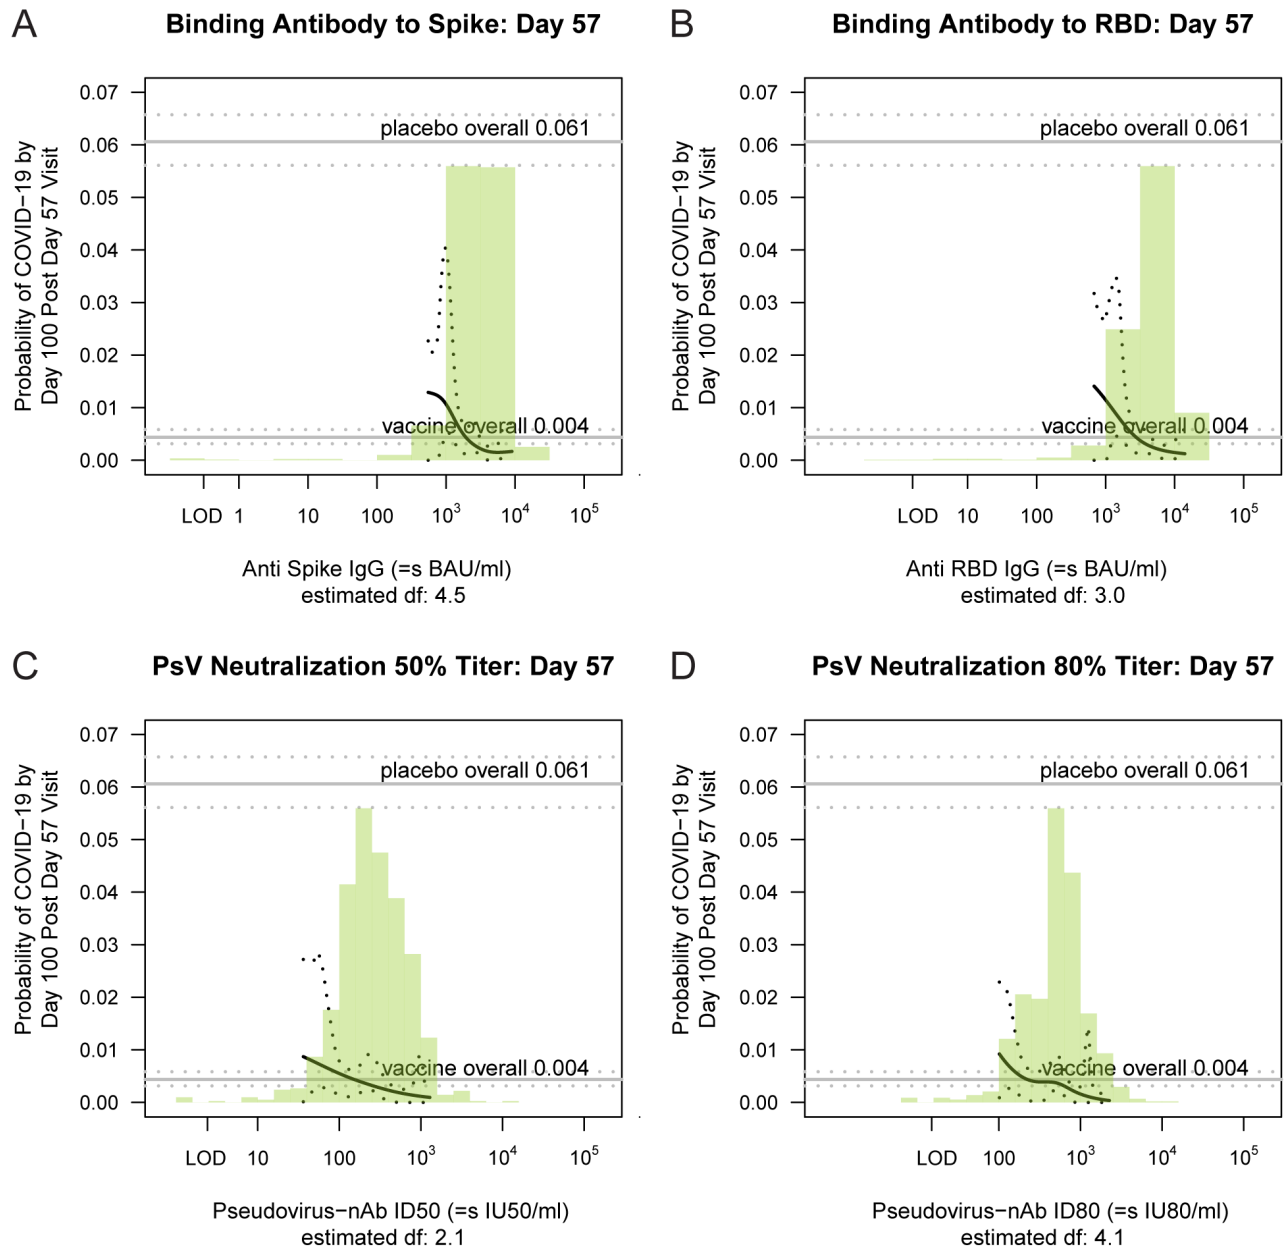 A
Binding Antibody to Spike: Day 57
Probability of COVID−19 by
Day 100 Post Day 57 Visit
0.07
0.06
0.05
0.04
0.03
0.02
0.01
0.00
placebo overall 0.061
vaccine overall 0.004
LOD 1 10 100 10³ 10⁴ 10⁵
Anti Spike IgG (=s BAU/ml)
estimated df: 4.5
B
Binding Antibody to RBD: Day 57
Probability of COVID−19 by
Day 100 Post Day 57 Visit
0.07
0.06
0.05
0.04
0.03
0.02
0.01
0.00
placebo overall 0.061
vaccine overall 0.004
LOD 10 100 10³ 10⁴ 10⁵
Anti RBD IgG (=s BAU/ml)
estimated df: 3.0
C
PsV Neutralization 50% Titer: Day 57
Probability of COVID−19 by
Day 100 Post Day 57 Visit
0.07
0.06
0.05
0.04
0.03
0.02
0.01
0.00
placebo overall 0.061
vaccine overall 0.004
LOD 10 100 10³ 10⁴ 10⁵
Pseudovirus−nAb ID50 (=s IU50/ml)
estimated df: 2.1
D
PsV Neutralization 80% Titer: Day 57
Probability of COVID−19 by
Day 100 Post Day 57 Visit
0.07
0.06
0.05
0.04
0.03
0.02
0.01
0.00
placebo overall 0.061
vaccine overall 0.004
LOD 100 10³ 10⁴ 10⁵
Pseudovirus−nAb ID80 (=s IU80/ml)
estimated df: 4.1